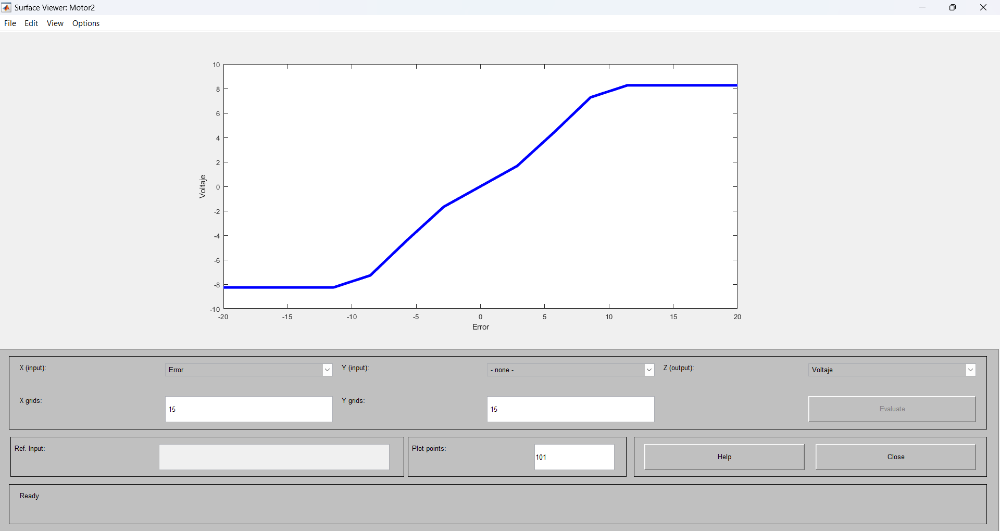 Surface Viewer: Motor2
File Edit View Options
10
8
6
4
2
0
-2
-4
-6
-8
-10
Voltaje
-20 -15 -10 -5 0 5 10 15 20
Error
X (input): Error Y (input): - none - Z (output): Voltaje
X grids: 15 Y grids: 15 Evaluate
Ref. Input: Plot points: 101 Help Close
Ready